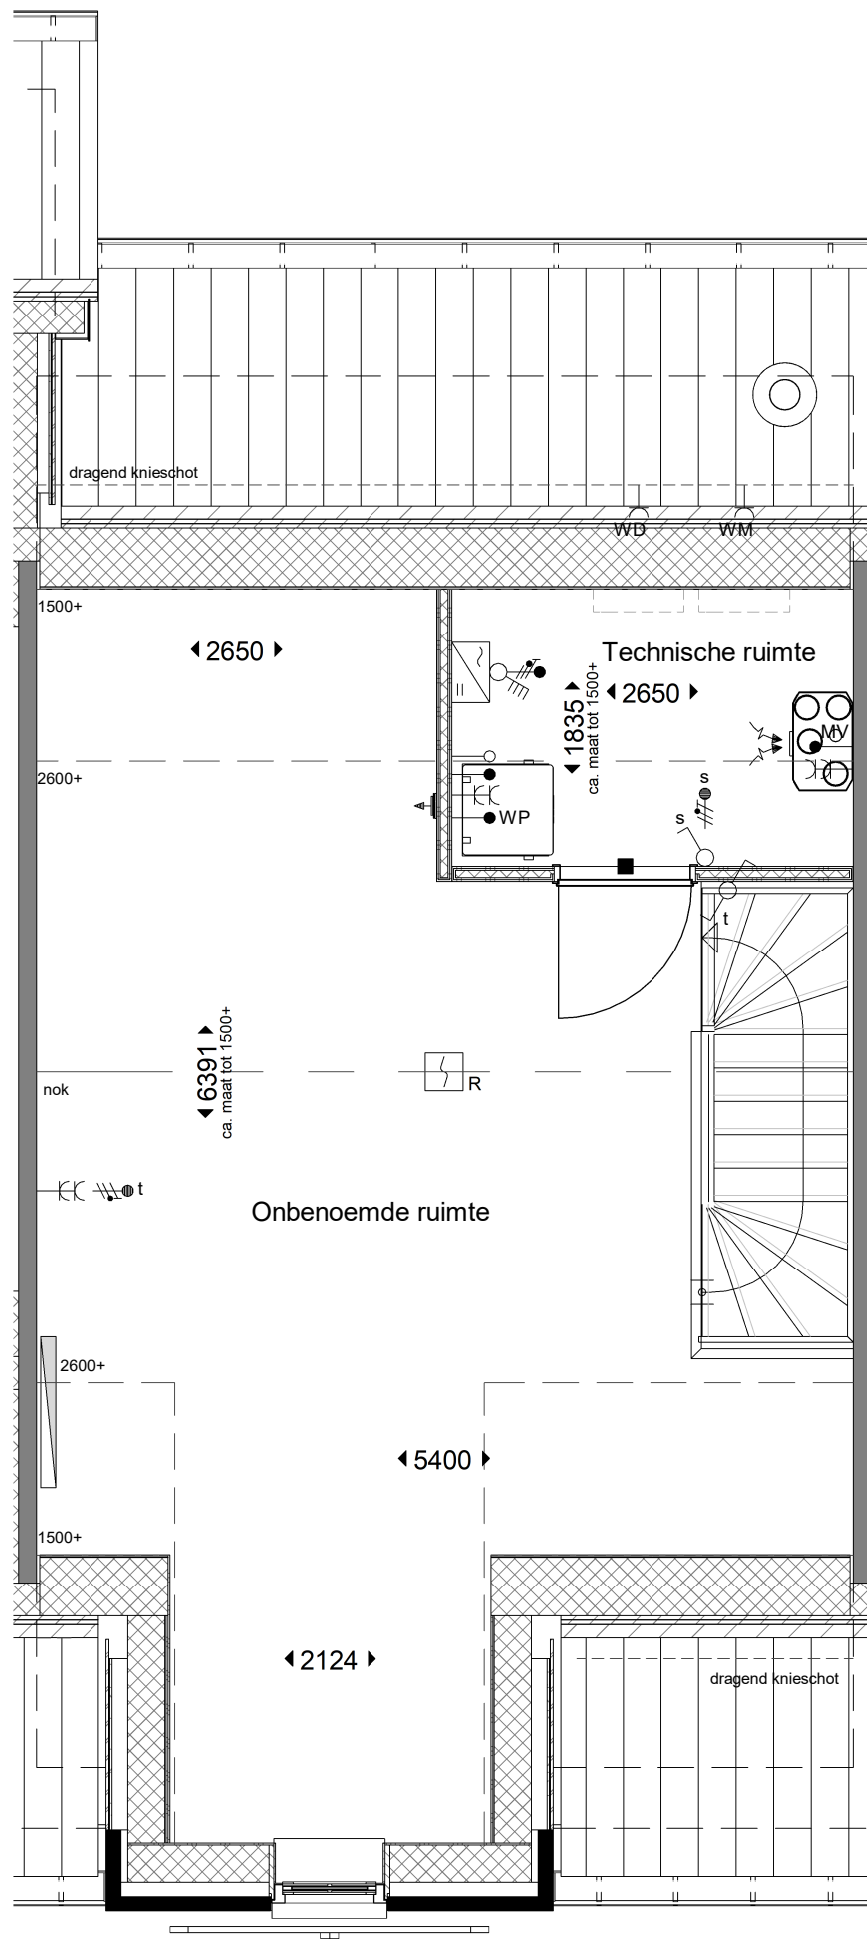 dragend knieschot
WD
WM
1500+
2650
Technische ruimte
2650
1835
ca. maat tot 1500+
MV
2600+
s
s
WP
t
6391
ca. maat tot 1500+
nok
R
t
Onbenoemde ruimte
2600+
5400
1500+
2124
dragend knieschot